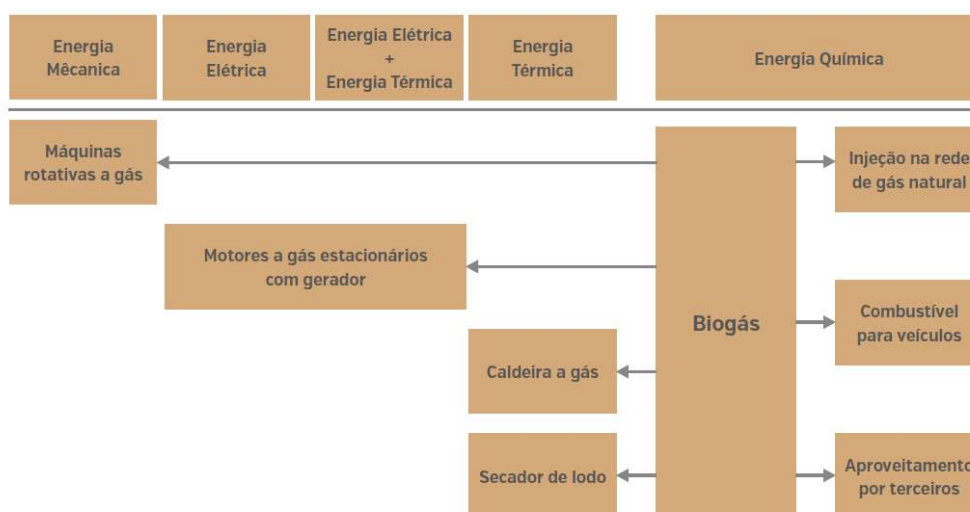 Energia
Mêcanica
Energia
Elétrica
Energia Elétrica
+
Energia Térmica
Energia
Térmica
Energia Química
Máquinas
rotativas a gás
Injeção na rede
de gás natural
Motores a gás estacionários
com gerador
Biogás
Combustível
para veículos
Caldeira a gás
Secador de lodo
Aproveitamento
por terceiros